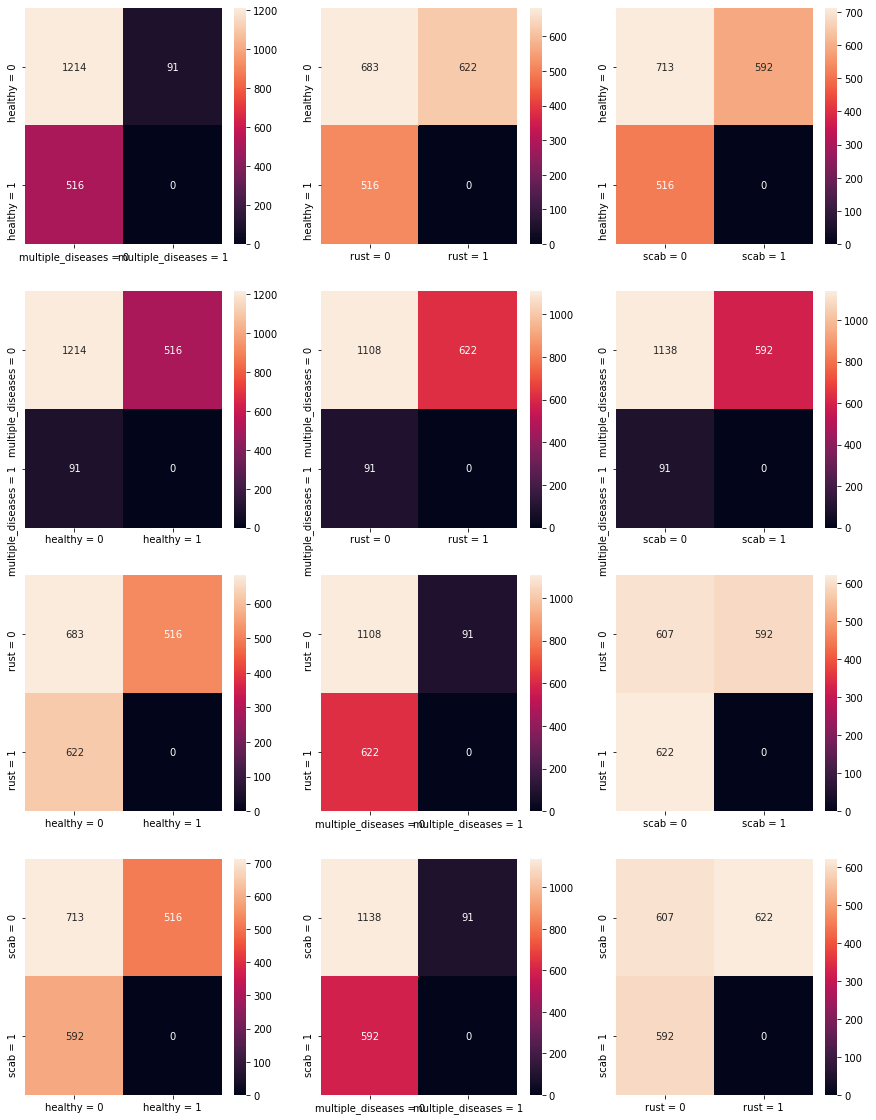 1200
1000
800
600
400
200
0
healthy = 0
healthy = 1
1214
91
516
0
multiple_diseases = 0
multiple_diseases = 1
600
500
400
300
200
100
0
healthy = 0
healthy = 1
683
622
516
0
rust = 0
rust = 1
700
600
500
400
300
200
100
0
healthy = 0
healthy = 1
713
592
516
0
scab = 0
scab = 1
1200
1000
800
600
400
200
0
multiple_diseases = 0
multiple_diseases = 1
1214
516
91
0
healthy = 0
healthy = 1
1000
800
600
400
200
0
multiple_diseases = 0
multiple_diseases = 1
1108
622
91
0
rust = 0
rust = 1
1000
800
600
400
200
0
multiple_diseases = 0
multiple_diseases = 1
1138
592
91
0
scab = 0
scab = 1
600
500
400
300
200
100
0
rust = 0
rust = 1
683
516
622
0
healthy = 0
healthy = 1
1000
800
600
400
200
0
rust = 0
rust = 1
1108
91
622
0
multiple_diseases = 0
multiple_diseases = 1
600
500
400
300
200
100
0
rust = 0
rust = 1
607
592
622
0
scab = 0
scab = 1
700
600
500
400
300
200
100
0
scab = 0
scab = 1
713
516
592
0
healthy = 0
healthy = 1
1000
800
600
400
200
0
scab = 0
scab = 1
1138
91
592
0
multiple_diseases = 0
multiple_diseases = 1
600
500
400
300
200
100
0
scab = 0
scab = 1
607
622
592
0
rust = 0
rust = 1